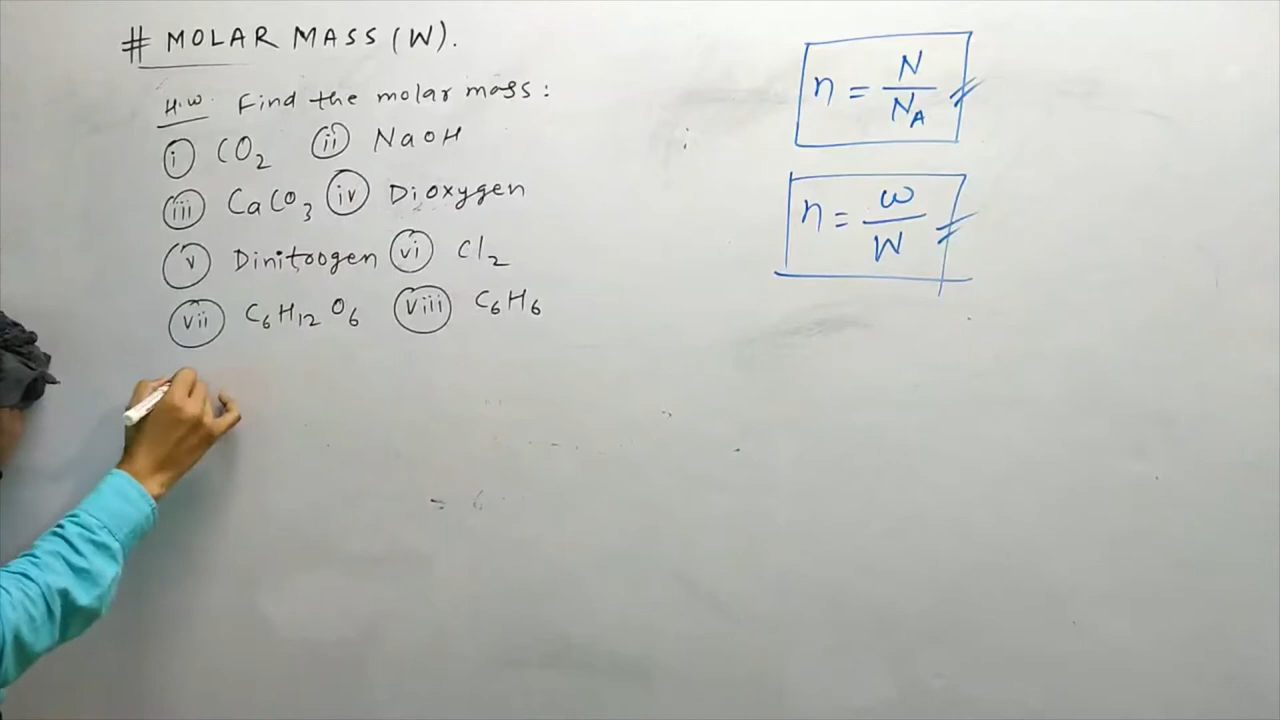 # MOLAR MASS (W).
H.W. Find the molar mass:
(i) CO₂ (ii) NaOH
(iii) CaCO₃ (iv) Dioxygen
(v) Dinitrogen (vi) Cl₂
(vii) C₆H₁₂O₆ (viii) C₆H₆
n = N/N_A
n = w/W
= 6